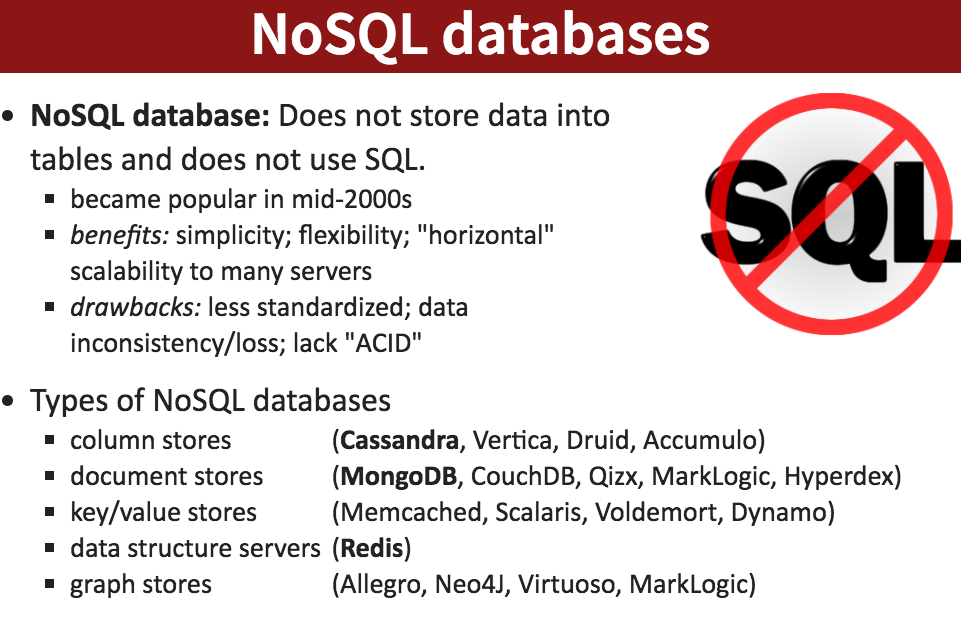 NoSQL databases
• NoSQL database: Does not store data into
tables and does not use SQL.
▪ became popular in mid-2000s
▪ benefits: simplicity; flexibility; "horizontal"
scalability to many servers
▪ drawbacks: less standardized; data
inconsistency/loss; lack "ACID"
SQL
• Types of NoSQL databases
▪ column stores (Cassandra, Vertica, Druid, Accumulo)
▪ document stores (MongoDB, CouchDB, Qizx, MarkLogic, Hyperdex)
▪ key/value stores (Memcached, Scalaris, Voldemort, Dynamo)
▪ data structure servers (Redis)
▪ graph stores (Allegro, Neo4J, Virtuoso, MarkLogic)